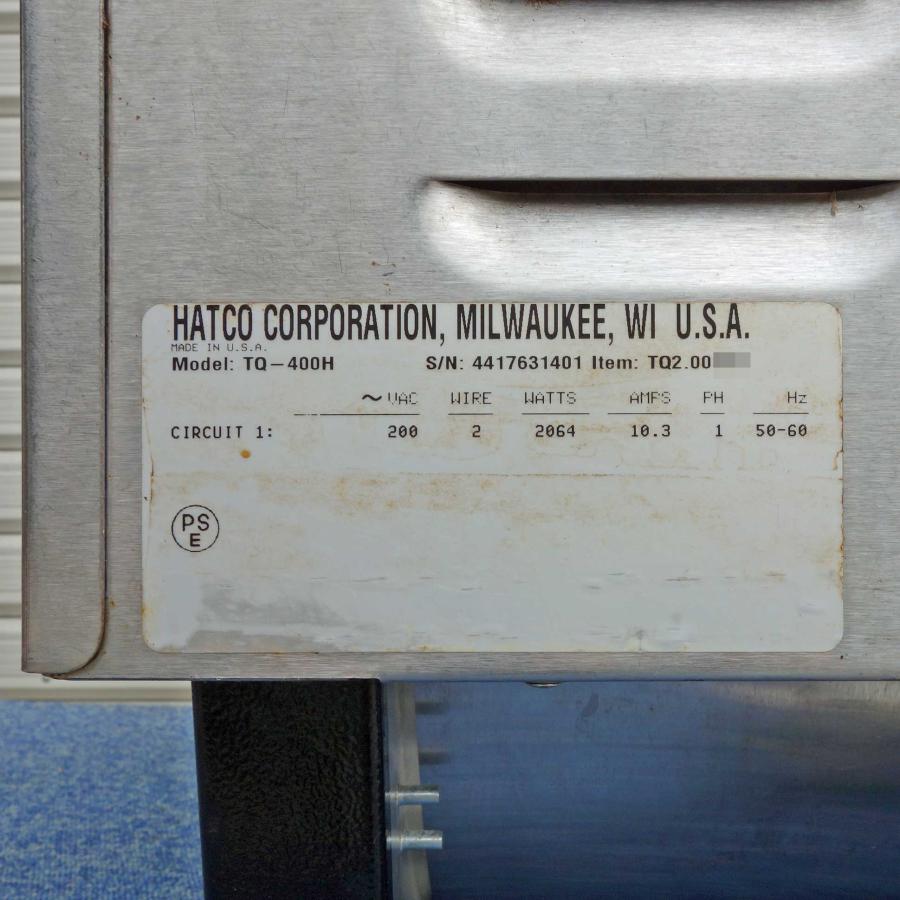 HATCO CORPORATION, MILWAUKEE, WI U.S.A.
MADE IN U.S.A.
Model: TQ-400H S/N: 4417631401 Item: TQ2.00
~VAC WIRE WATTS AMPS PH Hz
CIRCUIT 1: 200 2 2064 10.3 1 50-60
PS
E